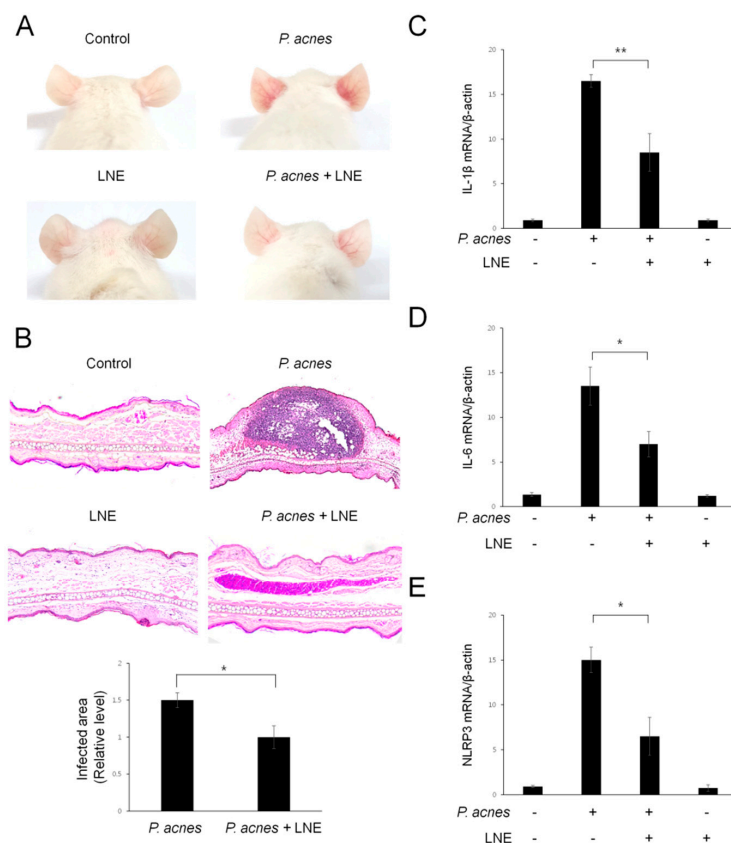 A
Control
P. acnes
LNE
P. acnes + LNE
B
Control
P. acnes
LNE
P. acnes + LNE
Infected area
(Relative level)
2
1.5
1
0.5
0
*
P. acnes
P. acnes + LNE
C
IL-1β mRNA/β-actin
20
15
10
5
0
**
P. acnes - + + -
LNE - - + +
D
IL-6 mRNA/β-actin
20
15
10
5
0
*
P. acnes - + + -
LNE - - + +
E
NLRP3 mRNA/β-actin
20
15
10
5
0
*
P. acnes - + + -
LNE - - + +